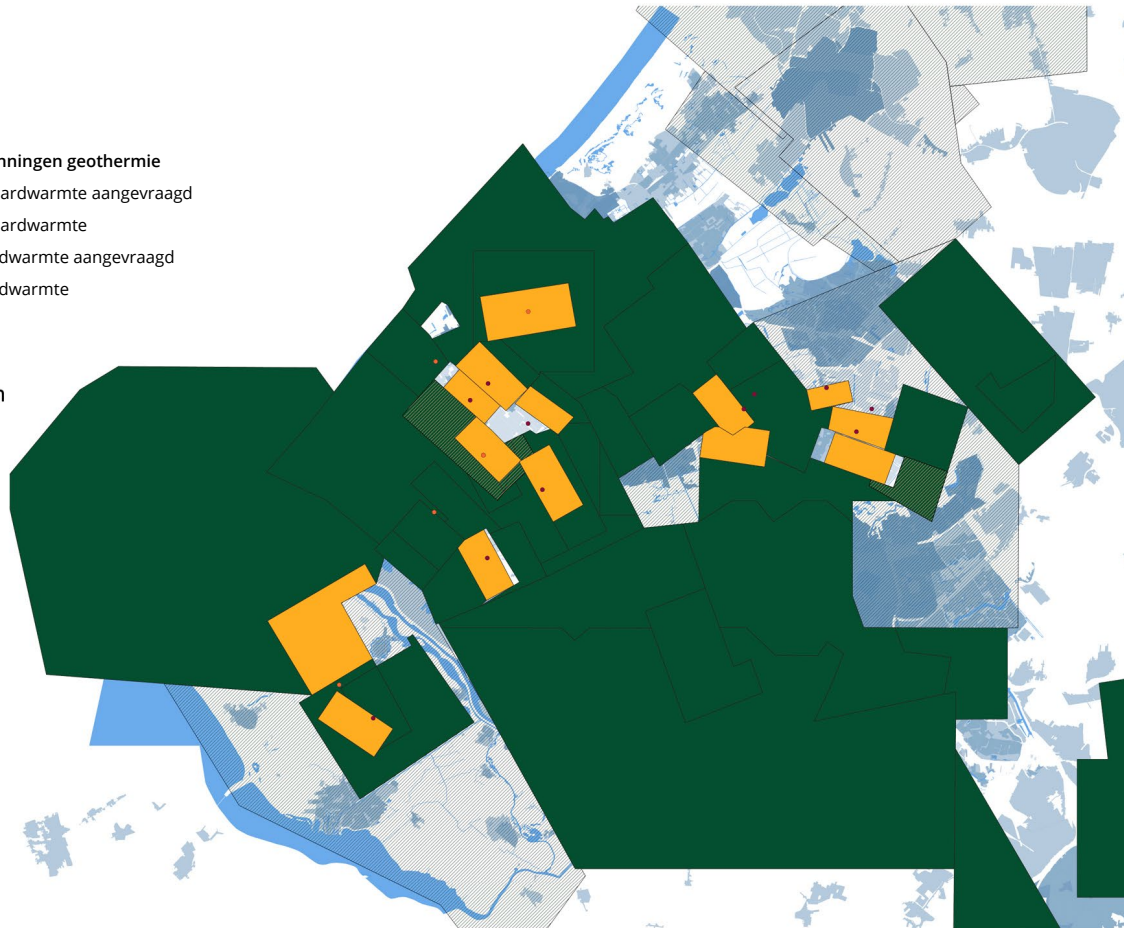 nningen geothermie
ardwarmte aangevraagd
ardwarmte
dwarmte aangevraagd
dwarmte
n